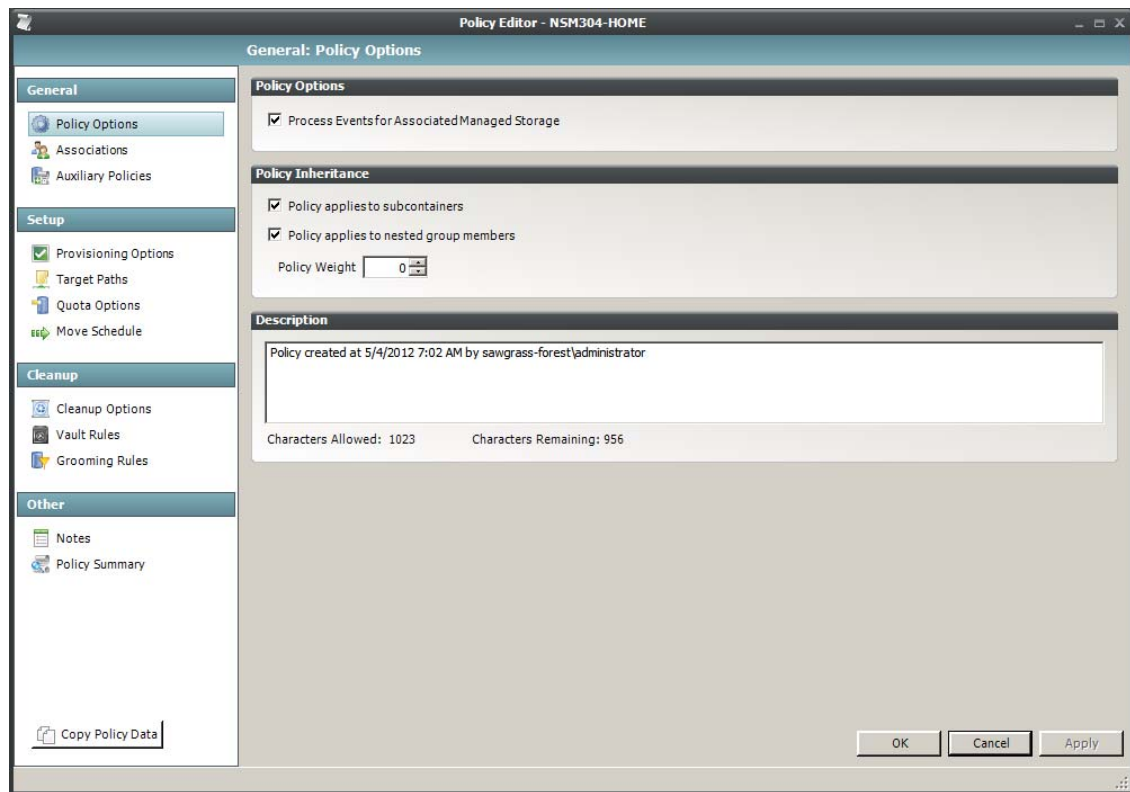 Policy Editor - NSM304-HOME
General: Policy Options
General
Policy Options
Associations
Auxiliary Policies
Setup
Provisioning Options
Target Paths
Quota Options
Move Schedule
Cleanup
Cleanup Options
Vault Rules
Grooming Rules
Other
Notes
Policy Summary
Copy Policy Data
Policy Options
Process Events for Associated Managed Storage
Policy Inheritance
Policy applies to subcontainers
Policy applies to nested group members
Policy Weight 0
Description
Policy created at 5/4/2012 7:02 AM by sawgrass-forest\administrator
Characters Allowed: 1023 Characters Remaining: 956
OK Cancel Apply